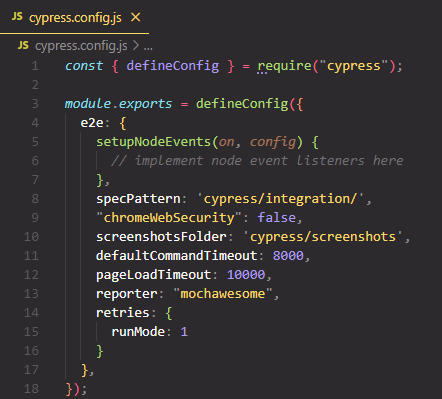 cypress.config.js
cypress.config.js > ...
1 const { defineConfig } = require("cypress");
2
3 module.exports = defineConfig({
4 e2e: {
5 setupNodeEvents(on, config) {
6 // implement node event listeners here
7 },
8 specPattern: 'cypress/integration/',
9 "chromeWebSecurity": false,
10 screenshotsFolder: 'cypress/screenshots',
11 defaultCommandTimeout: 8000,
12 pageLoadTimeout: 10000,
13 reporter: "mochawesome",
14 retries: {
15 runMode: 1
16 }
17 },
18 });